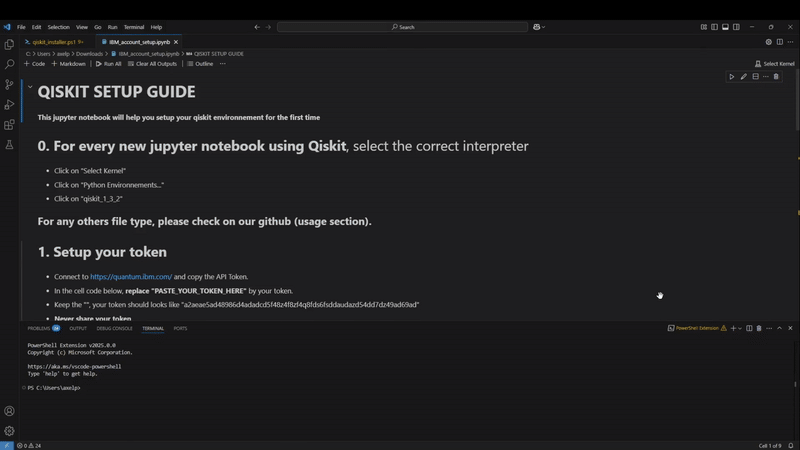 File Edit Selection View Go Run Terminal Help
Search
qiskit_installer.ps1 9+
IBM_account_setup.ipynb
C: > Users > axelp > Downloads > IBM_account_setup.ipynb > QISKIT SETUP GUIDE
+ Code + Markdown Run All Clear All Outputs Outline ...
Select Kernel
QISKIT SETUP GUIDE
This jupyter notebook will help you setup your qiskit environnement for the first time
0. For every new jupyter notebook using Qiskit, select the correct interpreter
• Click on "Select Kernel"
• Click on "Python Environnements..."
• Click on "qiskit_1_3_2"
For any others file type, please check on our github (usage section).
1. Setup your token
• Connect to https://quantum.ibm.com/ and copy the API Token.
• In the cell code below, replace "PASTE_YOUR_TOKEN_HERE" by your token.
• Keep the "", your token should looks like "a2aeae5ad48986d4adadcd5f48z4f8zf4q8fds6fsddaudazd54dd7dz49ad69ad"
• Never share your token
PROBLEMS 24 OUTPUT DEBUG CONSOLE TERMINAL PORTS
PowerShell Extension
PowerShell Extension v2025.0.0
Copyright (c) Microsoft Corporation.
https://aka.ms/vscode-powershell
Type 'help' to get help.
PS C:\Users\axelp>
0 24
Cell 1 of 9